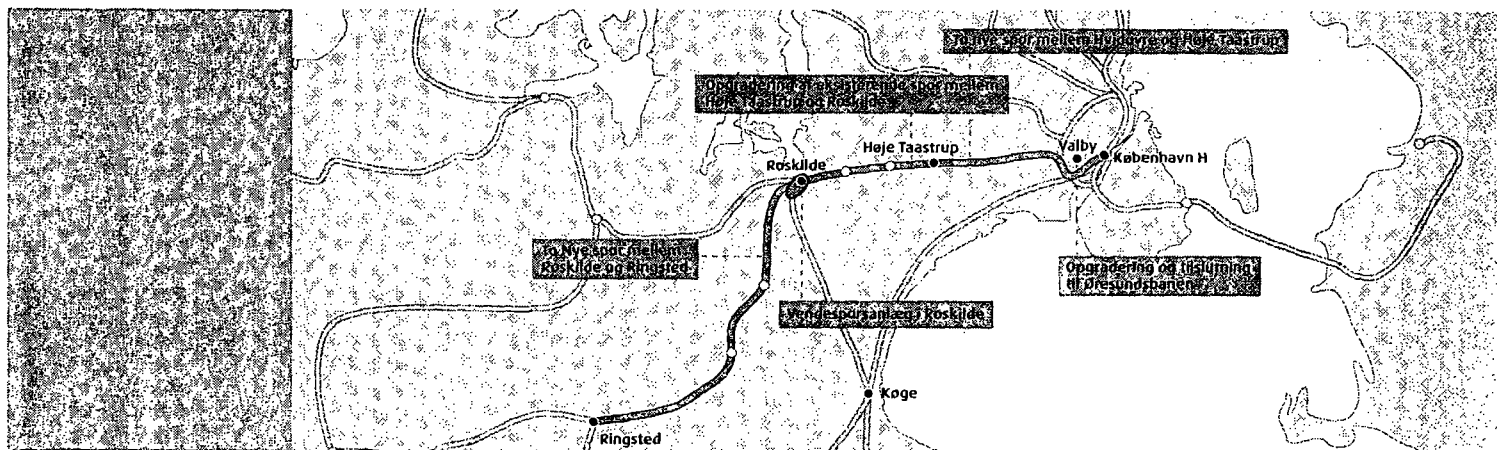 To nye spor mellem Hvidovre og Høje Taastrup
Opgradering af eksisterende spor mellem
Høje Taastrup og Roskilde
Høje Taastrup
Valby
København H
Roskilde
To Nye spor mellem
Roskilde og Ringsted
Opgradering og tilslutning
til Øresundsbanen
Vendesporsanlæg i Roskilde
Køge
Ringsted